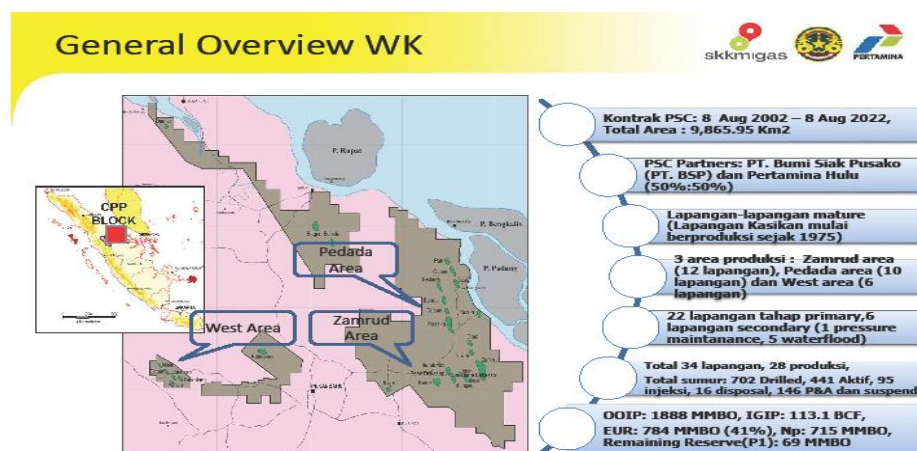 General Overview WK
skkmigas
PERTAMINA
P. Rupat
P. Bengkalis
P. Padang
CPP
BLOCK
Pedada
Area
West Area
Zamrud
Area
Kontrak PSC: 8 Aug 2002 – 8 Aug 2022,
Total Area : 9,865.95 Km2
PSC Partners: PT. Bumi Siak Pusako
(PT. BSP) dan Pertamina Hulu
(50%:50%)
Lapangan-lapangan mature
(Lapangan Kasikan mulai
berproduksi sejak 1975)
3 area produksi : Zamrud area
(12 lapangan), Pedada area (10
lapangan) dan West area (6
lapangan)
22 lapangan tahap primary,6
lapangan secondary (1 pressure
maintanance, 5 waterflood)
Total 34 lapangan, 28 produksi,
Total sumur: 702 Drilled, 441 Aktif, 95
injeksi, 16 disposal, 146 P&A dan suspend
OOIP: 1888 MMBO, IGIP: 113.1 BCF,
EUR: 784 MMBO (41%), Np: 715 MMBO,
Remaining Reserve(P1): 69 MMBO